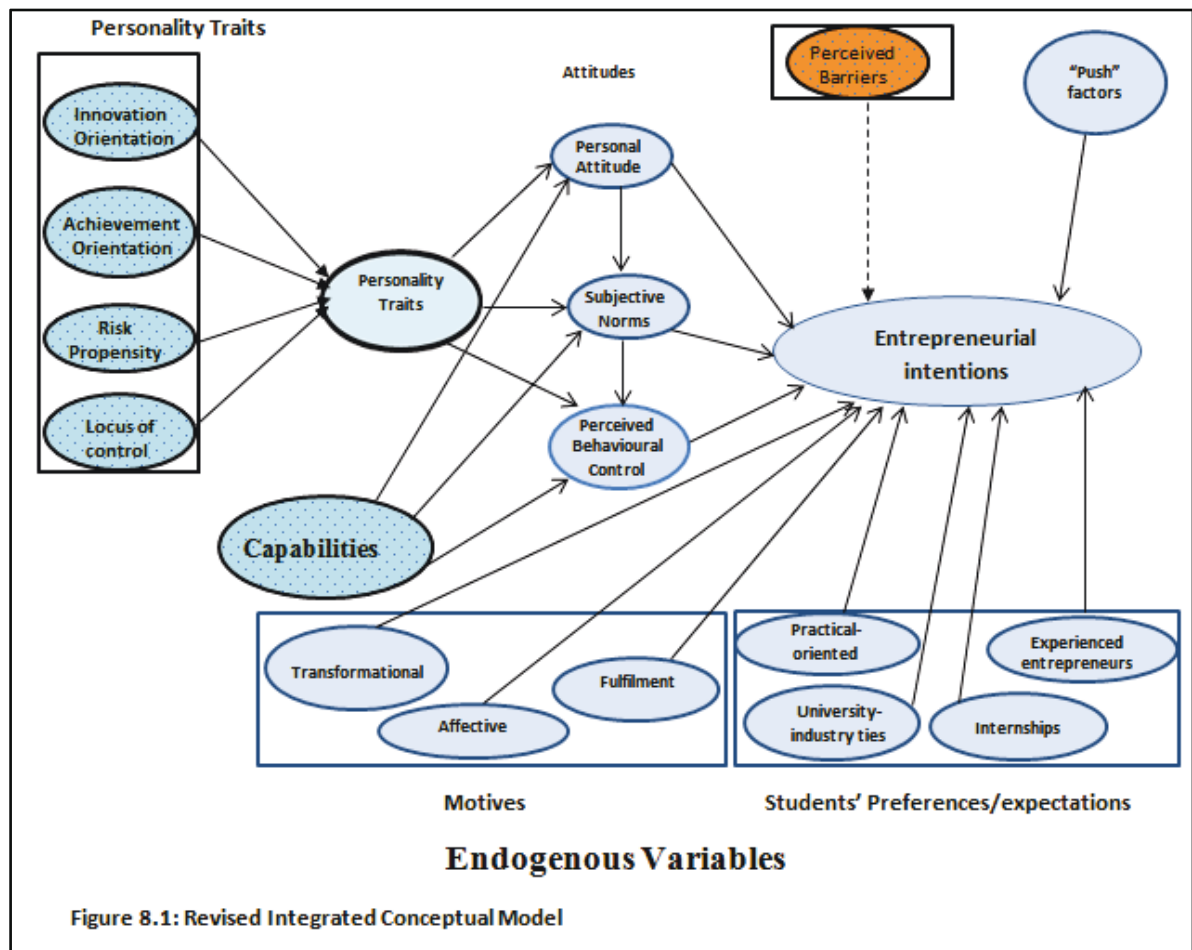 Personality Traits
Innovation
Orientation
Achievement
Orientation
Risk
Propensity
Locus of
control
Personality
Traits
Capabilities
Attitudes
Personal
Attitude
Subjective
Norms
Perceived
Behavioural
Control
Perceived
Barriers
“Push”
factors
Entrepreneurial
intentions
Transformational
Affective
Fulfilment
Practical-
oriented
University-
industry ties
Experienced
entrepreneurs
Internships
Motives
Students’ Preferences/expectations
Endogenous Variables
Figure 8.1: Revised Integrated Conceptual Model